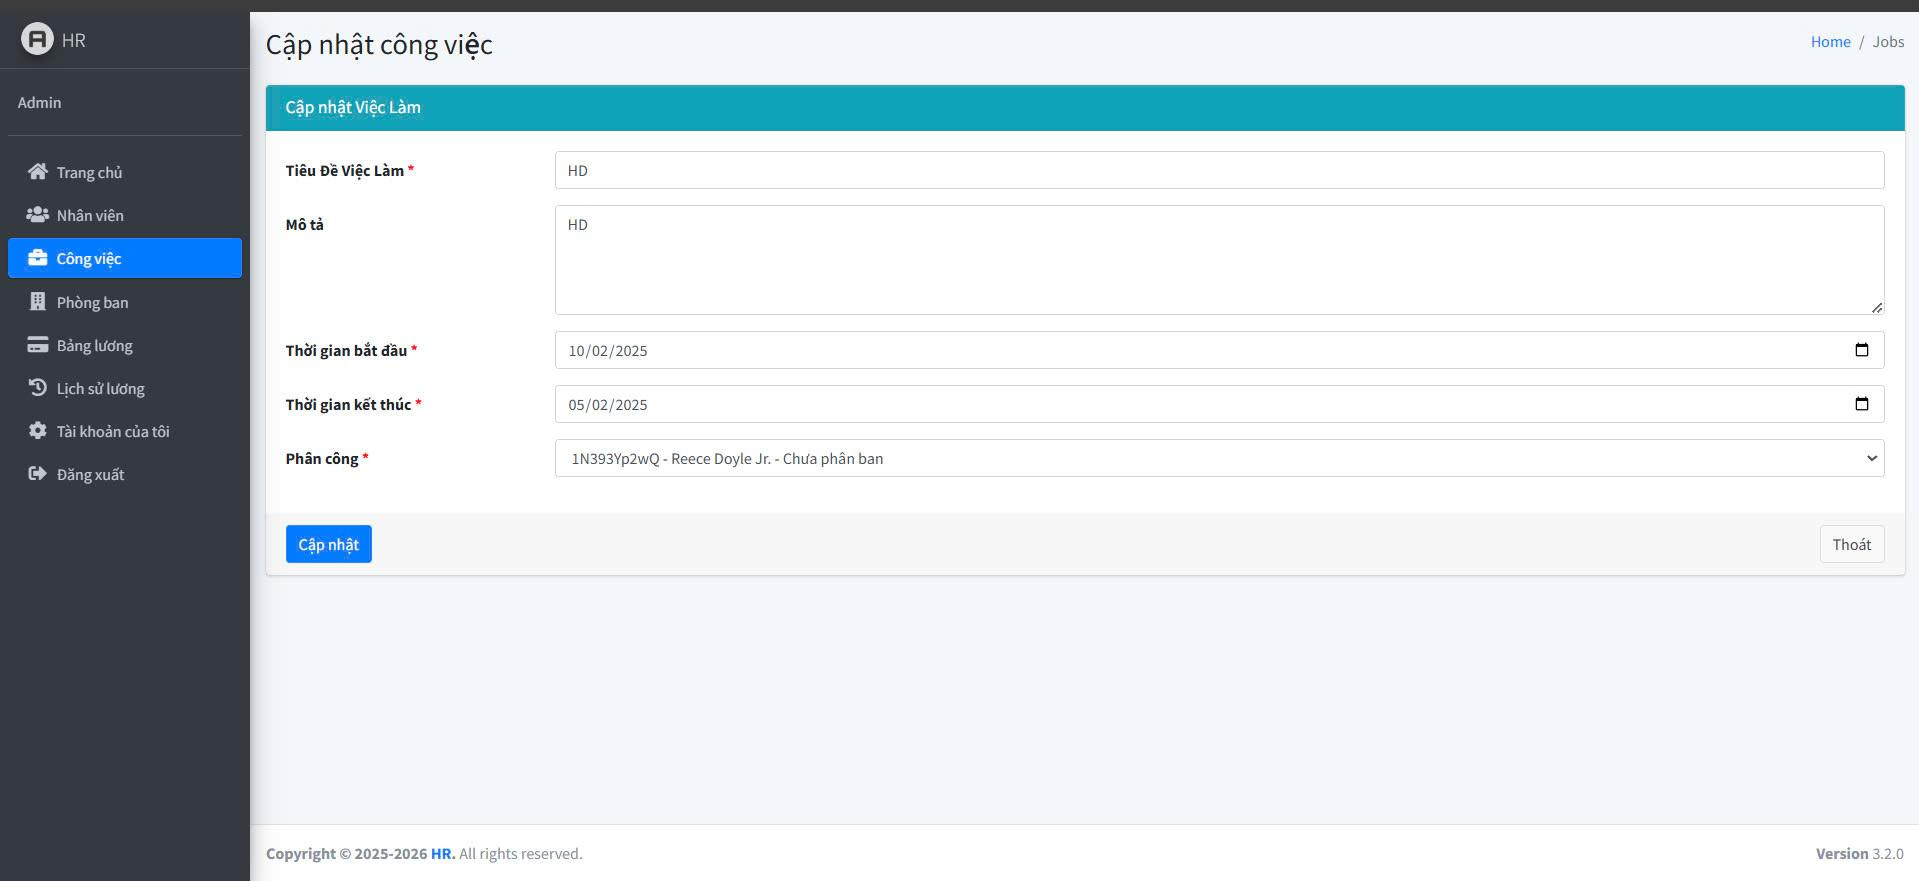 HR
Admin
Trang chủ
Nhân viên
Công việc
Phòng ban
Bảng lương
Lịch sử lương
Tài khoản của tôi
Đăng xuất
Cập nhật công việc
Home / Jobs
Cập nhật Việc Làm
Tiêu Đề Việc Làm *
HD
Mô tả
HD
Thời gian bắt đầu *
10/02/2025
Thời gian kết thúc *
05/02/2025
Phân công *
1N393Yp2wQ - Reece Doyle Jr. - Chưa phân ban
Cập nhật
Thoát
Copyright © 2025-2026 HR. All rights reserved.
Version 3.2.0